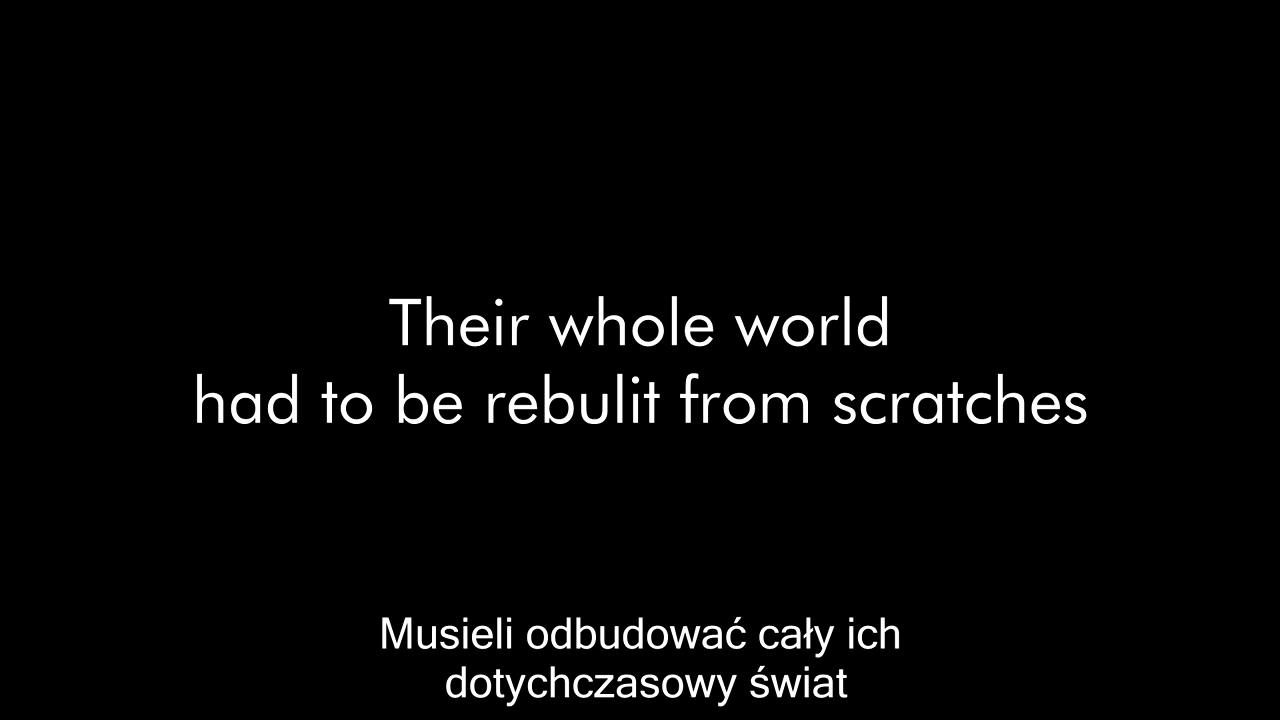 Their whole world
had to be rebulit from scratches
Musieli odbudować cały ich
dotychczasowy świat